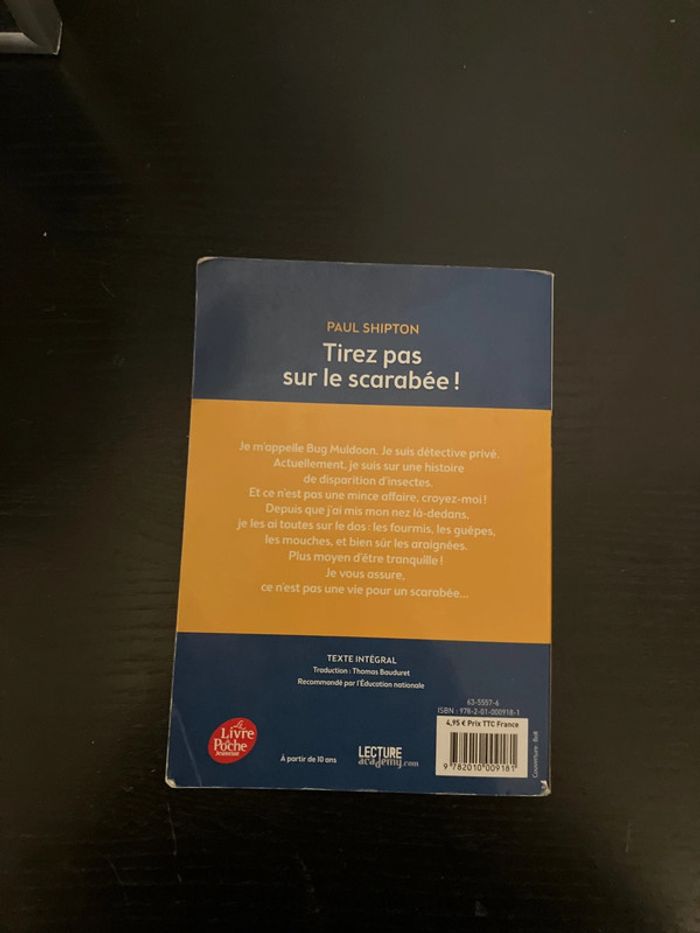 PAUL SHIPTON
Tirez pas
sur le scarabée !
Je m'appelle Bug Muldoon. Je suis détective privé.
Actuellement, je suis sur une histoire
de disparition d'insectes.
Et ce n'est pas une mince affaire, croyez-moi !
Depuis que j'ai mis mon nez là-dedans,
je les ai toutes sur le dos : les fourmis, les guêpes,
les mouches, et bien sûr les araignées.
Plus moyen d'être tranquille !
Je vous assure,
ce n'est pas une vie pour un scarabée...
TEXTE INTÉGRAL
Traduction : Thomas Bauduret
Recommandé par l'Éducation nationale
63-5557-6
ISBN : 978-2-01-000918-1
4,95 € Prix TTC France
9 782010 009181
Couverture : BoB
Le
Livre
de
Poche
Jeunesse
À partir de 10 ans
LECTURE
academy.com